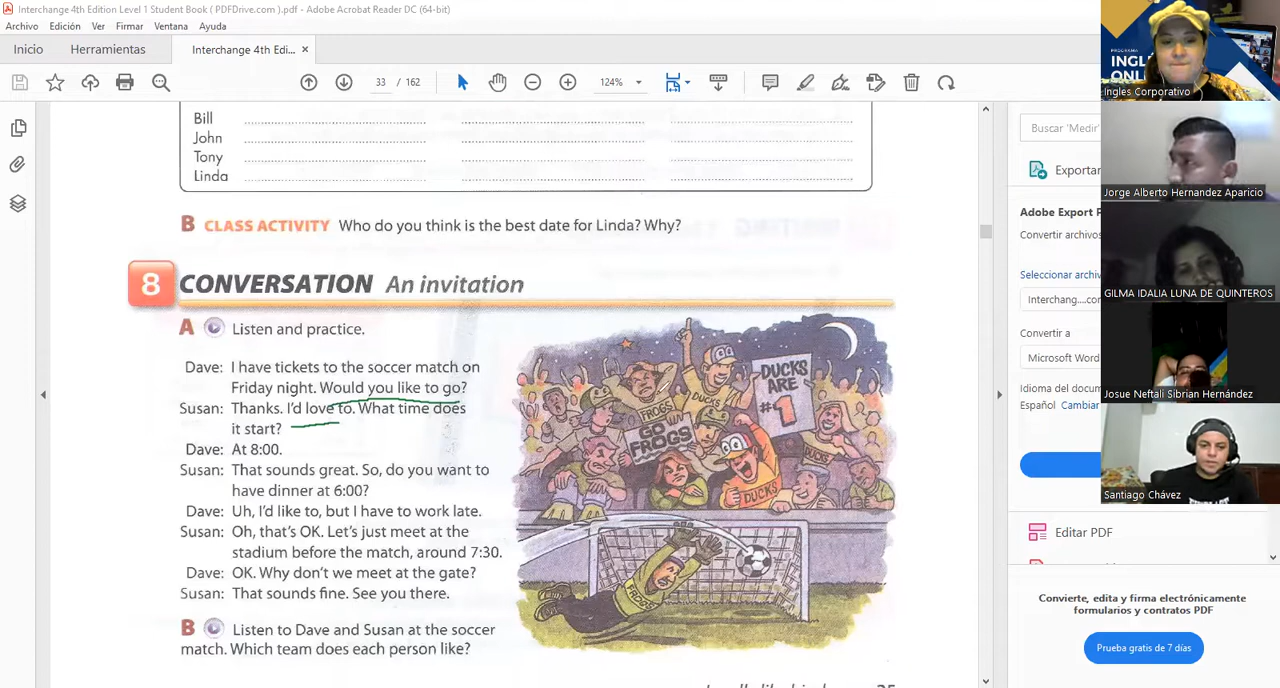 Interchange 4th Edition Level 1 Student Book ( PDFDrive.com ).pdf - Adobe Acrobat Reader DC (64-bit)
Archivo Edición Ver Firmar Ventana Ayuda
Inicio Herramientas Interchange 4th Edi... ×
33 / 162 124%
Bill
John
Tony
Linda
B CLASS ACTIVITY Who do you think is the best date for Linda? Why?
8 CONVERSATION An invitation
A Listen and practice.
Dave: I have tickets to the soccer match on
Friday night. Would you like to go?
Susan: Thanks. I'd love to. What time does
it start?
Dave: At 8:00.
Susan: That sounds great. So, do you want to
have dinner at 6:00?
Dave: Uh, I'd like to, but I have to work late.
Susan: Oh, that's OK. Let's just meet at the
stadium before the match, around 7:30.
Dave: OK. Why don't we meet at the gate?
Susan: That sounds fine. See you there.
B Listen to Dave and Susan at the soccer
match. Which team does each person like?
DUCKS
ARE
#1
DUCKS
FROGS
GO
FROGS
DUCKS
DUCKS
FROGS
Buscar 'Medir'
Exportar
Adobe Export P
Convertir archivos
Seleccionar archiv
Interchang....com
Convertir a
Microsoft Word
Idioma del docum
Español Cambiar
Editar PDF
Convierte, edita y firma electrónicamente
formularios y contratos PDF
Prueba gratis de 7 días
PROGRAMA
Ingles Corporativo
Jorge Alberto Hernandez Aparicio
GILMA IDALIA LUNA DE QUINTEROS
Josue Neftali Sibrian Hernández
Santiago Chávez